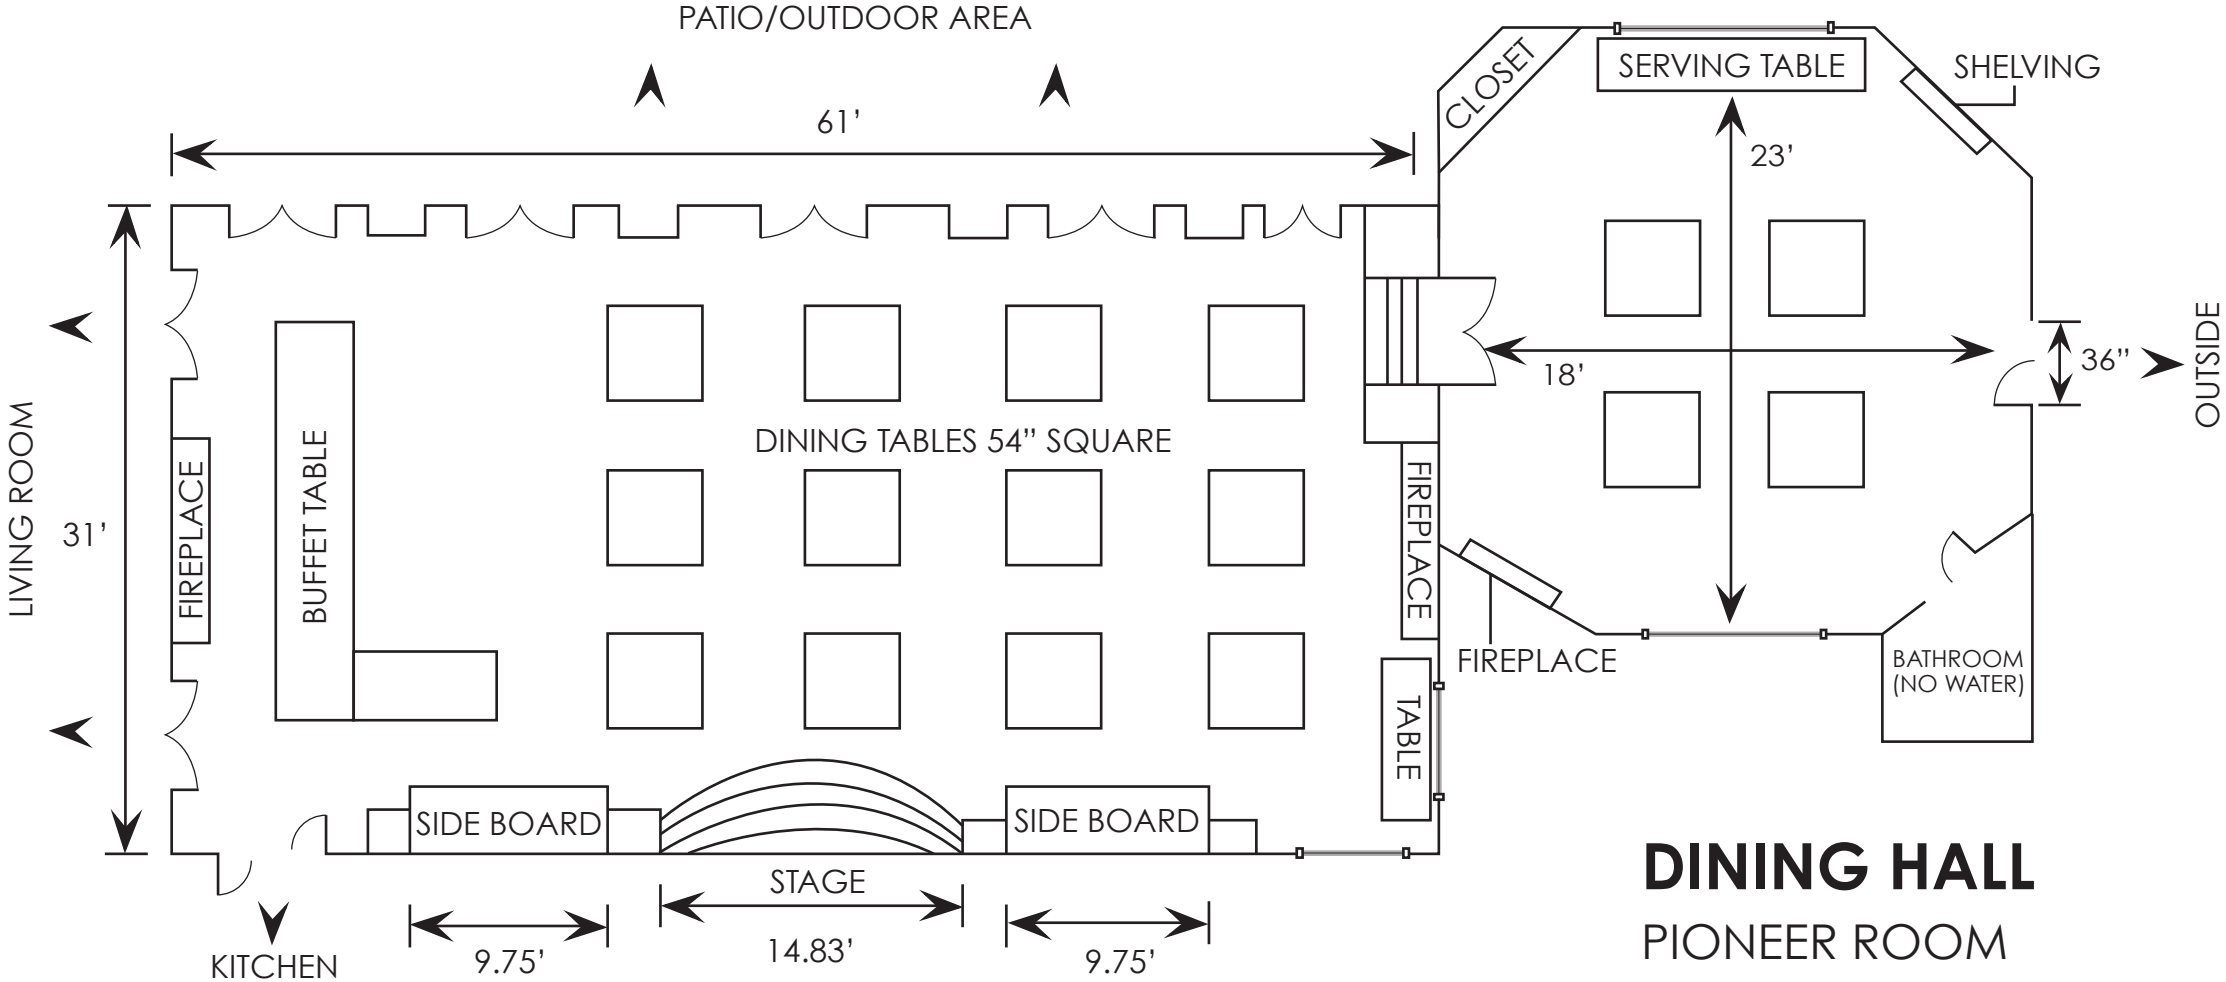 PATIO/OUTDOOR AREA
61’
CLOSET
SERVING TABLE
SHELVING
23’
18’
36”
OUTSIDE
LIVING ROOM
31’
FIREPLACE
BUFFET TABLE
DINING TABLES 54” SQUARE
FIREPLACE
FIREPLACE
TABLE
BATHROOM
(NO WATER)
SIDE BOARD
SIDE BOARD
STAGE
9.75’
14.83’
9.75’
KITCHEN
DINING HALL
PIONEER ROOM